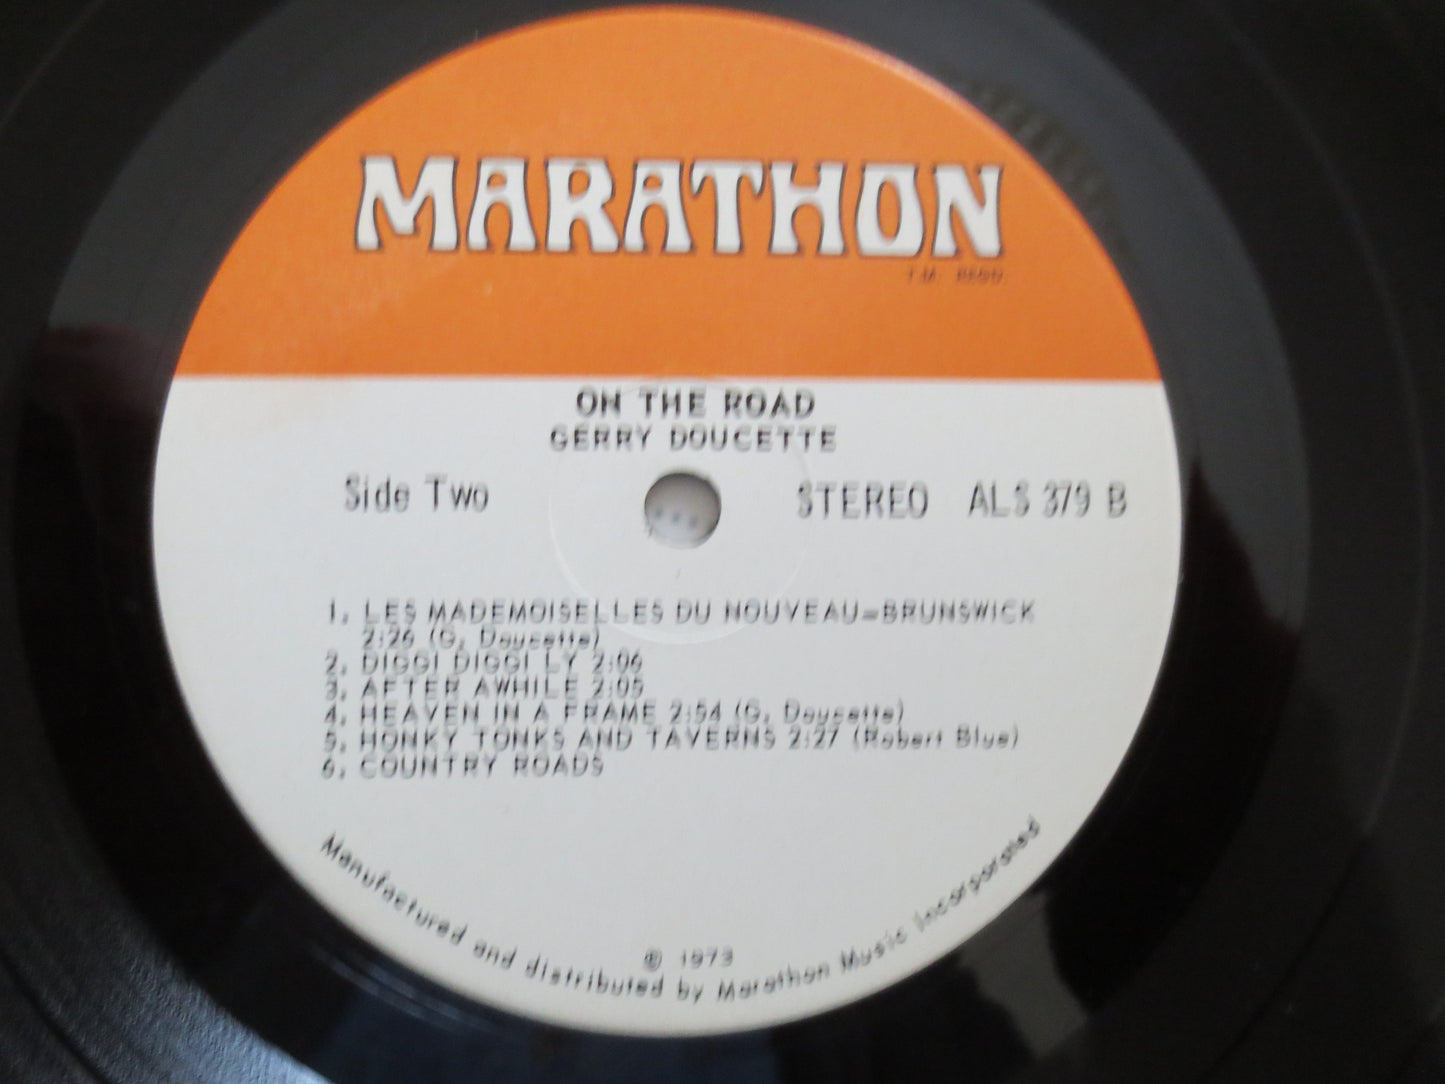 MARATHON
T.M. REGD.
ON THE ROAD
GERRY DOUCETTE
Side Two STEREO ALS 379 B
1. LES MADEMOISELLES DU NOUVEAU-BRUNSWICK
2:26 (G. Doucette)
2. DIGGI DIGGI LY 2:06
3. AFTER AWHILE 2:05
4. HEAVEN IN A FRAME 2:54 (G. Doucette)
5. HONKY TONKS AND TAVERNS 2:27 (Robert Blue)
6. COUNTRY ROADS
© 1973
Manufactured and distributed by Marathon Music Incorporated